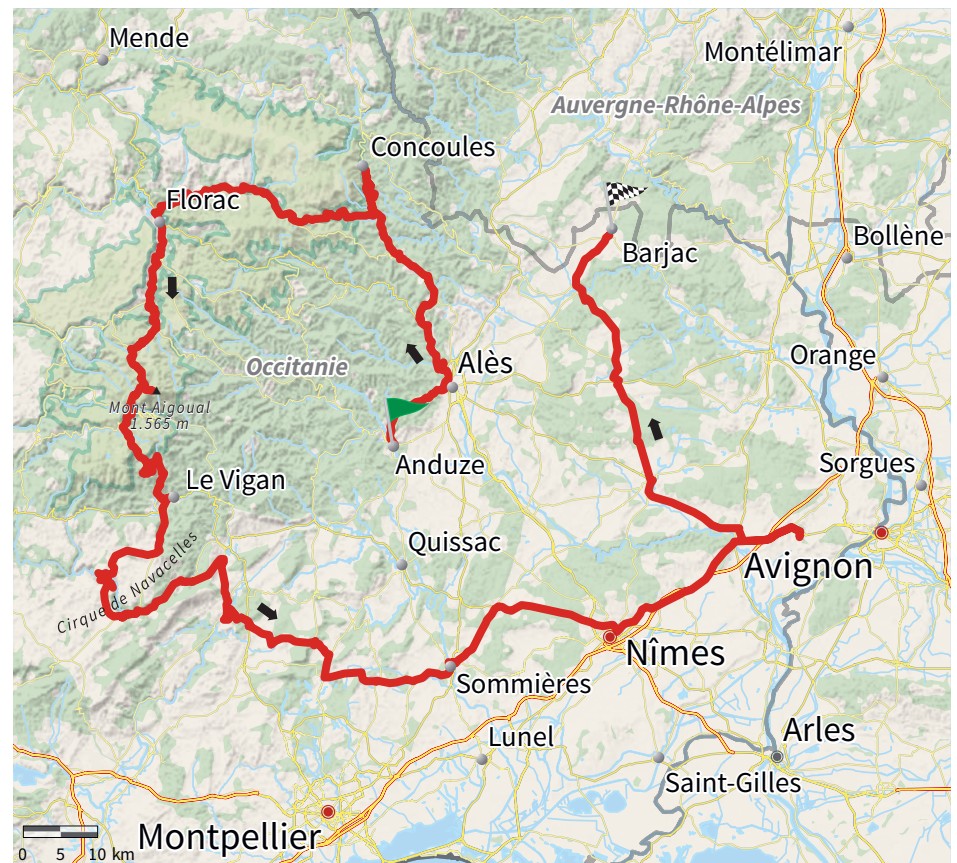 Mende
Montélimar
Auvergne-Rhône-Alpes
Concoules
Florac
Bollène
Barjac
Orange
Occitanie
Alès
Mont Aigoual
1.565 m
Anduze
Sorgues
Le Vigan
Quissac
Avignon
Cirque de Navacelles
Nîmes
Sommières
Lunel
Arles
Saint-Gilles
Montpellier
0 5 10 km